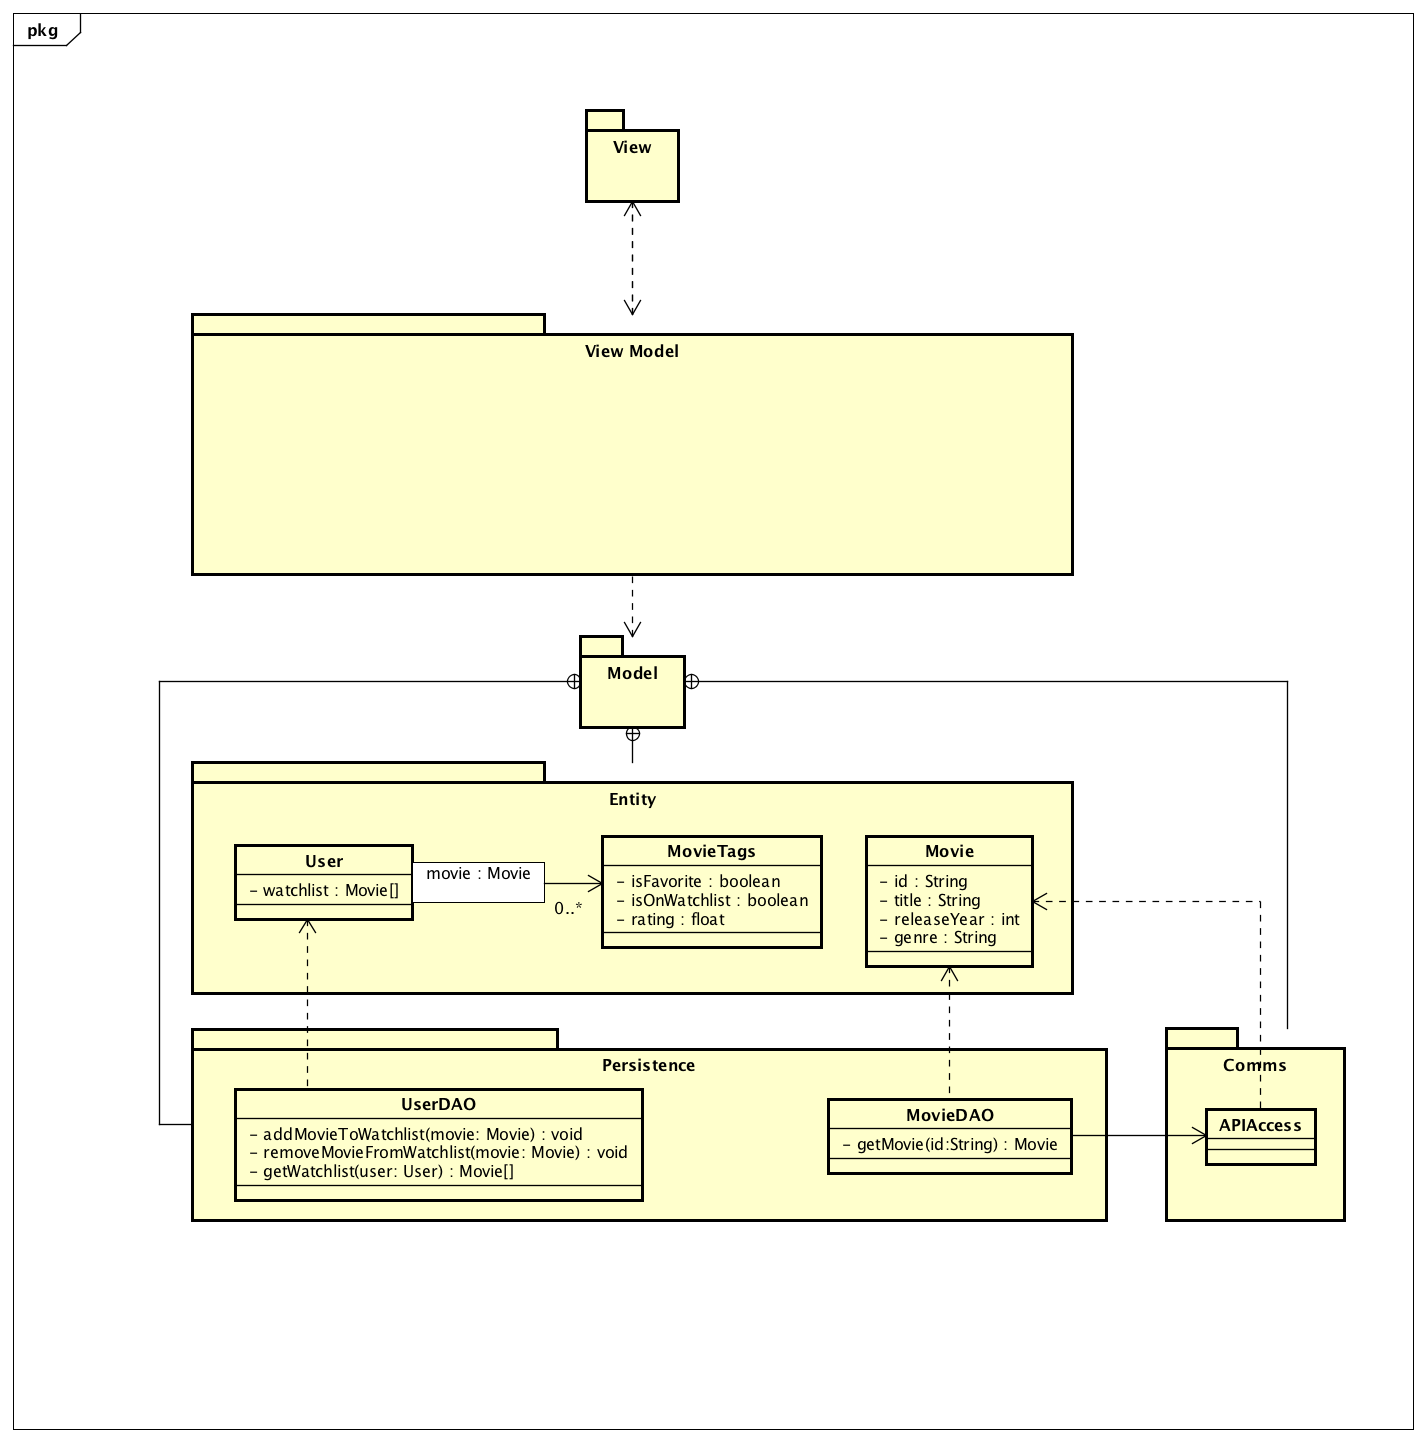 pkg
View
View Model
Model
Entity
User
- watchlist : Movie[]
movie : Movie
0..*
MovieTags
- isFavorite : boolean
- isOnWatchlist : boolean
- rating : float
Movie
- id : String
- title : String
- releaseYear : int
- genre : String
Persistence
UserDAO
- addMovieToWatchlist(movie: Movie) : void
- removeMovieFromWatchlist(movie: Movie) : void
- getWatchlist(user: User) : Movie[]
MovieDAO
- getMovie(id:String) : Movie
Comms
APIAccess